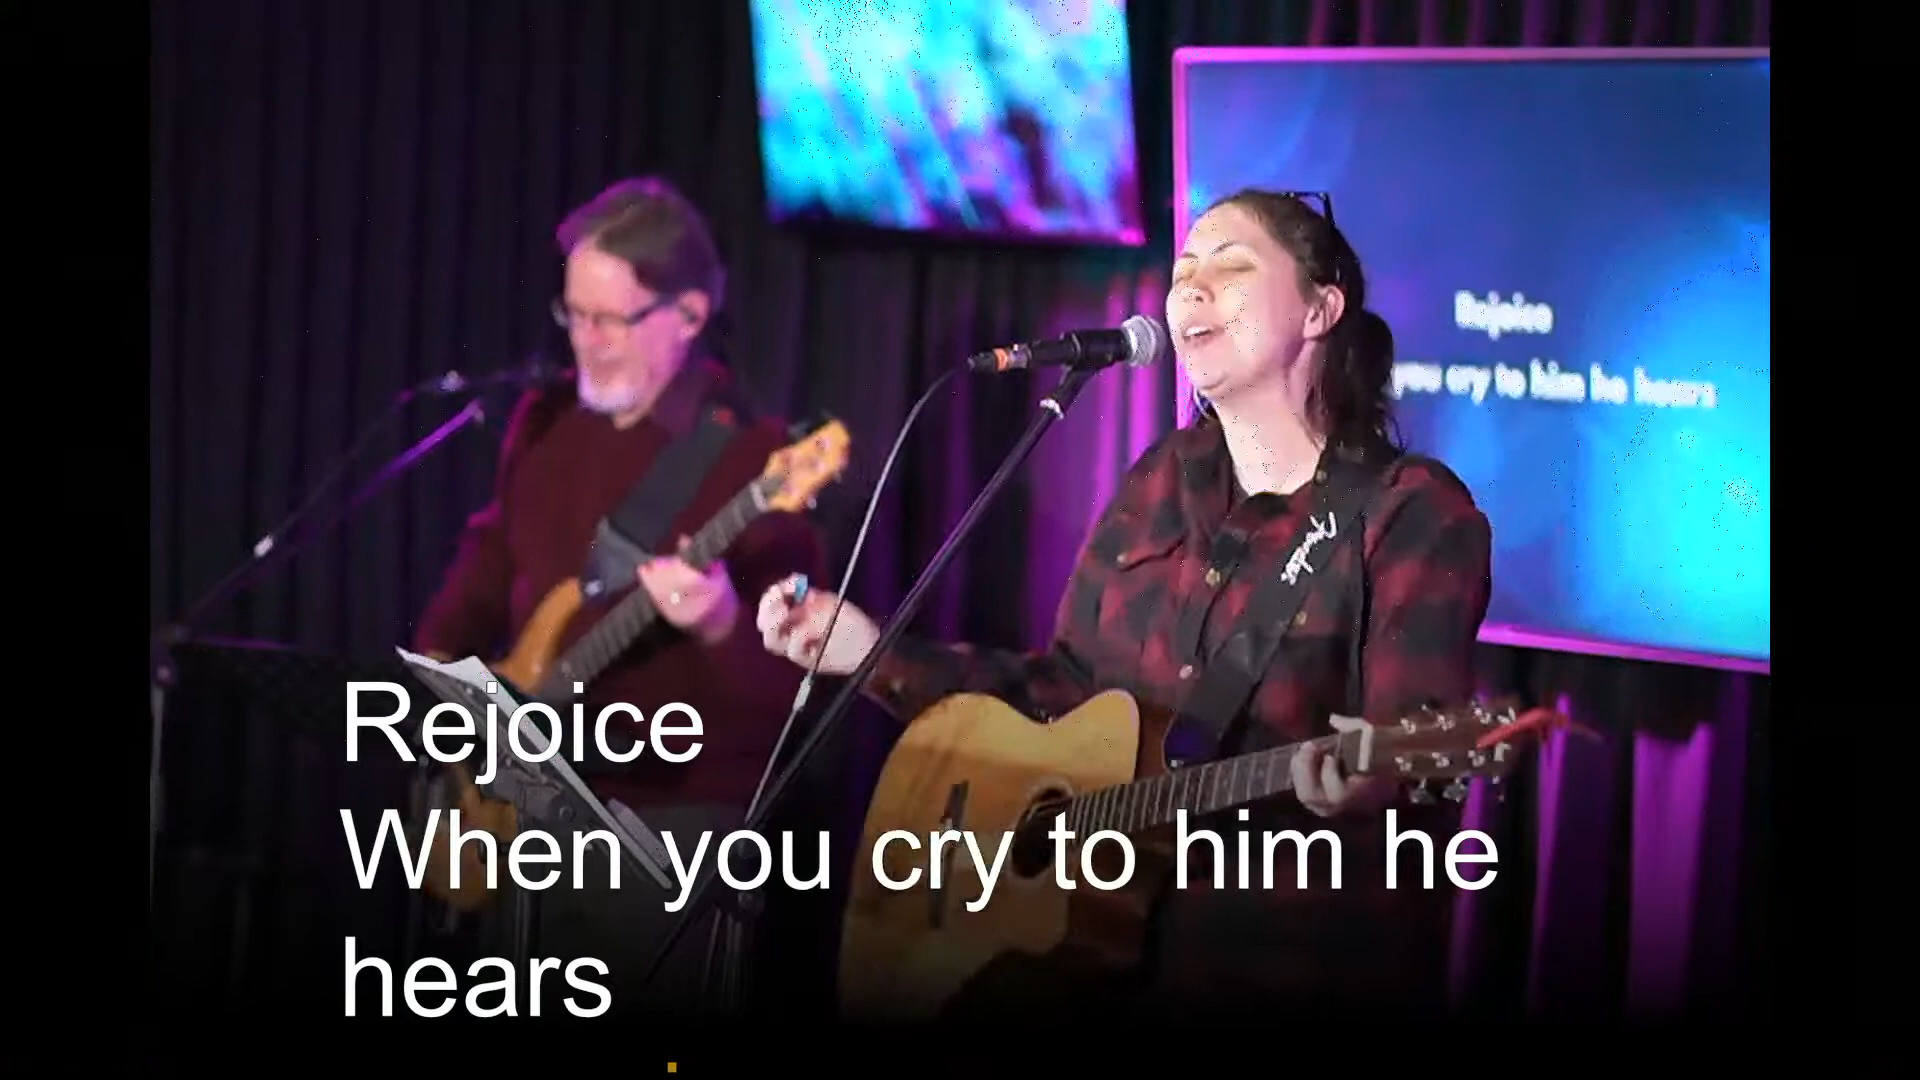 Rejoice
you cry to him he hears
Rejoice
When you cry to him he
hears